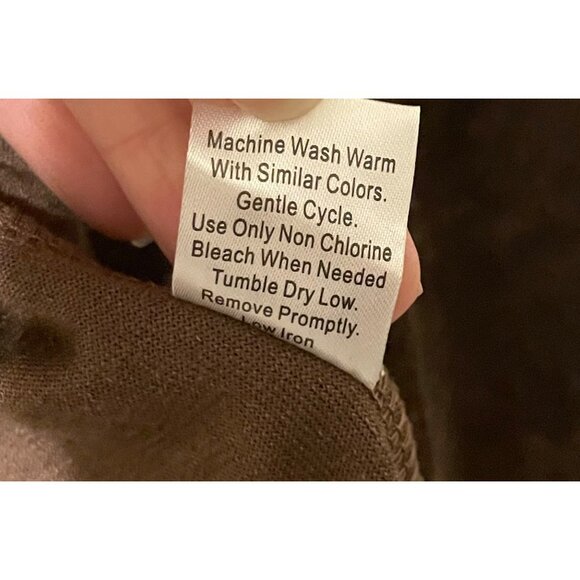 Machine Wash Warm
With Similar Colors.
Gentle Cycle.
Use Only Non Chlorine
Bleach When Needed
Tumble Dry Low.
Remove Promptly.
Low Iron